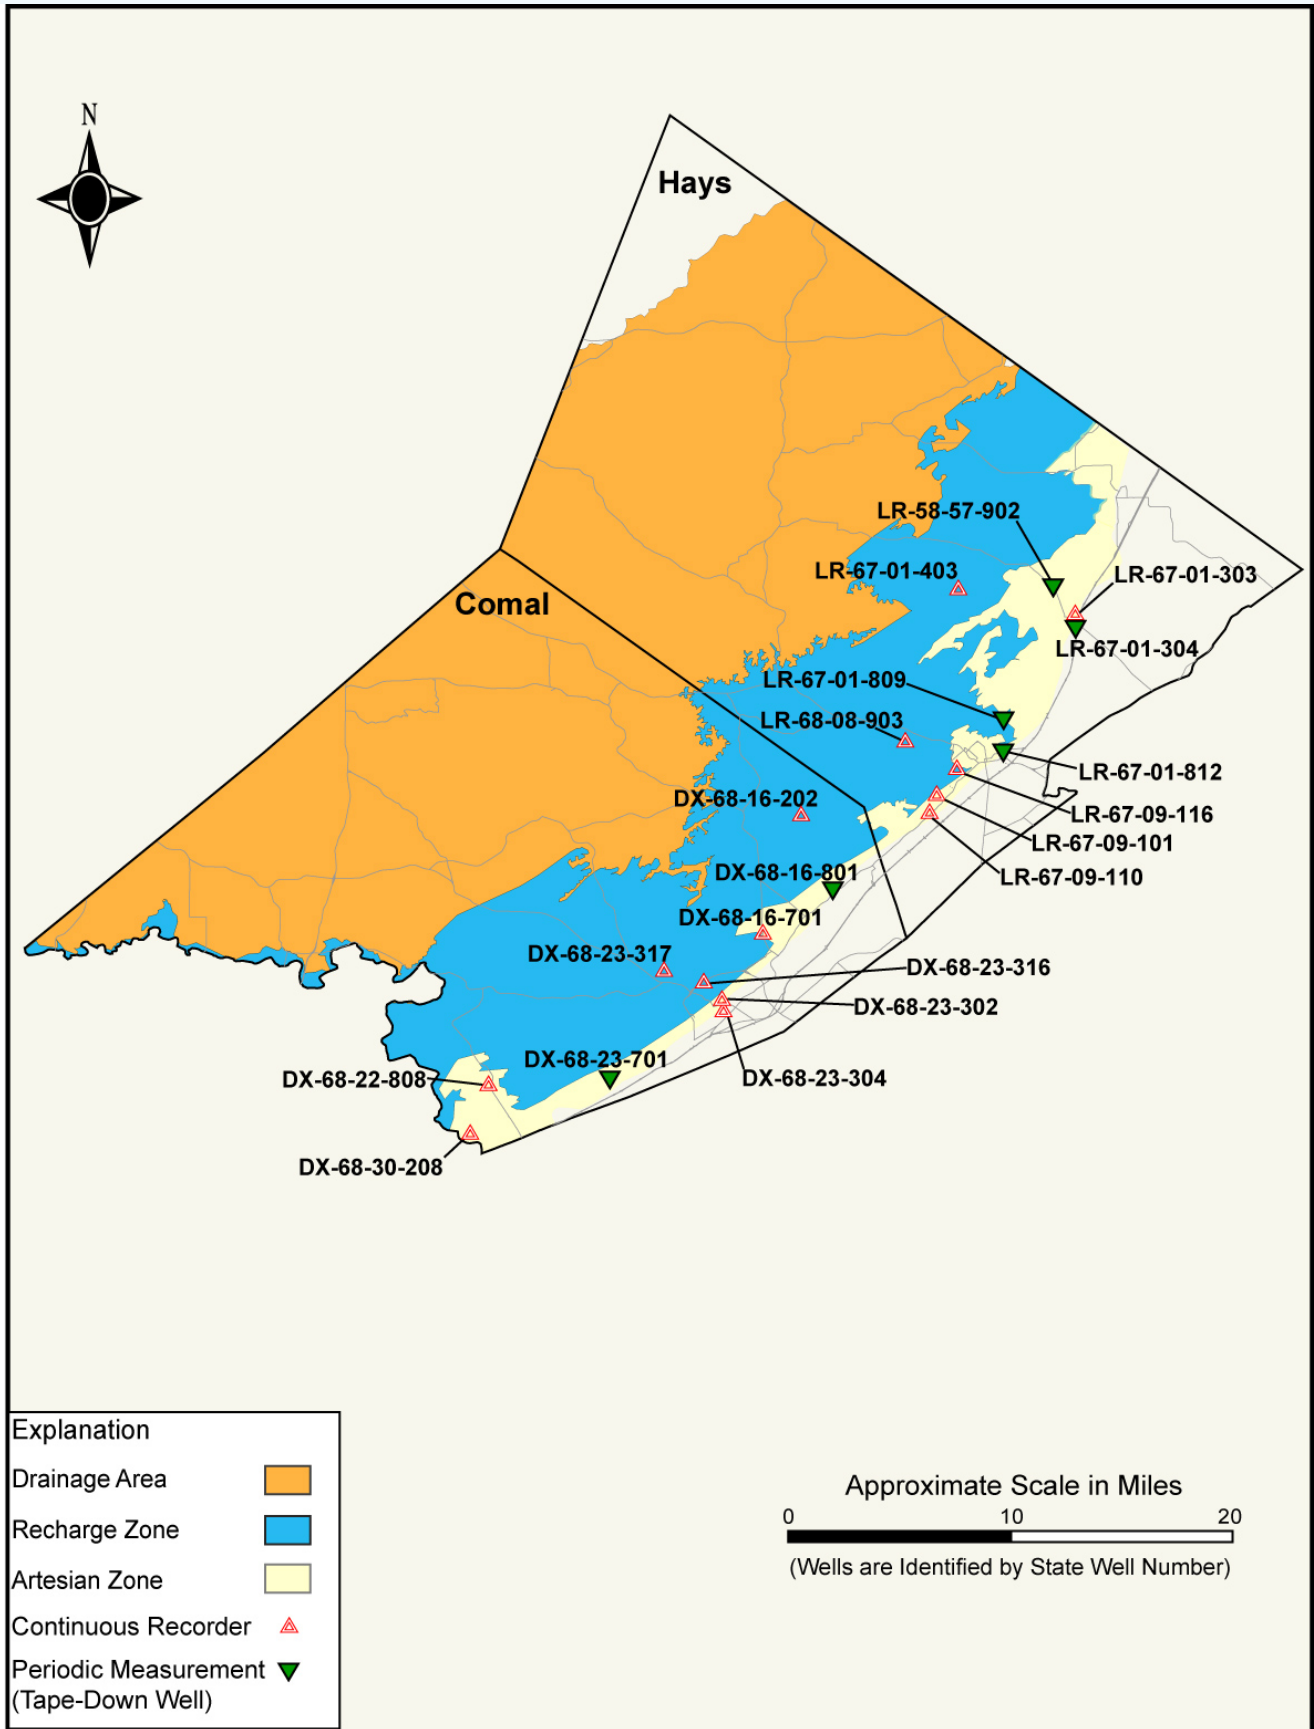 N
Hays
LR-58-57-902
LR-67-01-403
LR-67-01-303
Comal
LR-67-01-304
LR-67-01-809
LR-68-08-903
LR-67-01-812
DX-68-16-202
LR-67-09-116
LR-67-09-101
DX-68-16-801
LR-67-09-110
DX-68-16-701
DX-68-23-317
DX-68-23-316
DX-68-23-302
DX-68-23-701
DX-68-22-808
DX-68-23-304
DX-68-30-208
Explanation
Drainage Area
Recharge Zone
Artesian Zone
Continuous Recorder
Periodic Measurement
(Tape-Down Well)
Approximate Scale in Miles
0 10 20
(Wells are Identified by State Well Number)